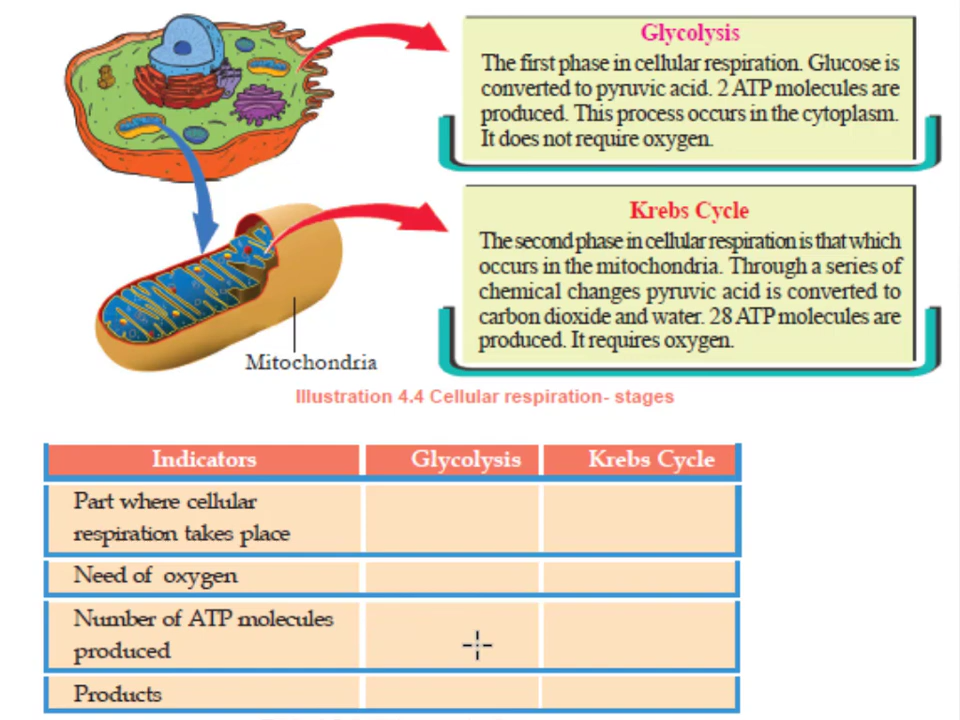 Glycolysis
The first phase in cellular respiration. Glucose is
converted to pyruvic acid. 2 ATP molecules are
produced. This process occurs in the cytoplasm.
It does not require oxygen.
Krebs Cycle
The second phase in cellular respiration is that which
occurs in the mitochondria. Through a series of
chemical changes pyruvic acid is converted to
carbon dioxide and water. 28 ATP molecules are
produced. It requires oxygen.
Mitochondria
Illustration 4.4 Cellular respiration- stages
Indicators Glycolysis Krebs Cycle
Part where cellular
respiration takes place
Need of oxygen
Number of ATP molecules
produced
Products